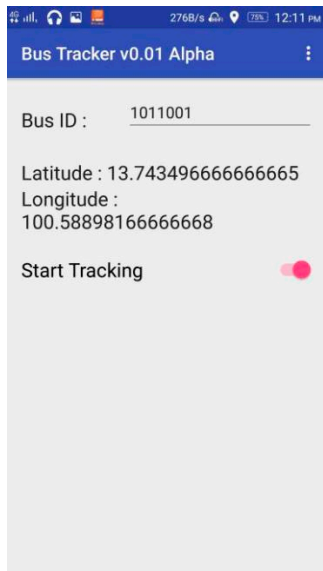 4G 276B/s 75% 12:11 PM
Bus Tracker v0.01 Alpha
Bus ID : 1011001
Latitude : 13.743496666666665
Longitude :
100.58898166666668
Start Tracking